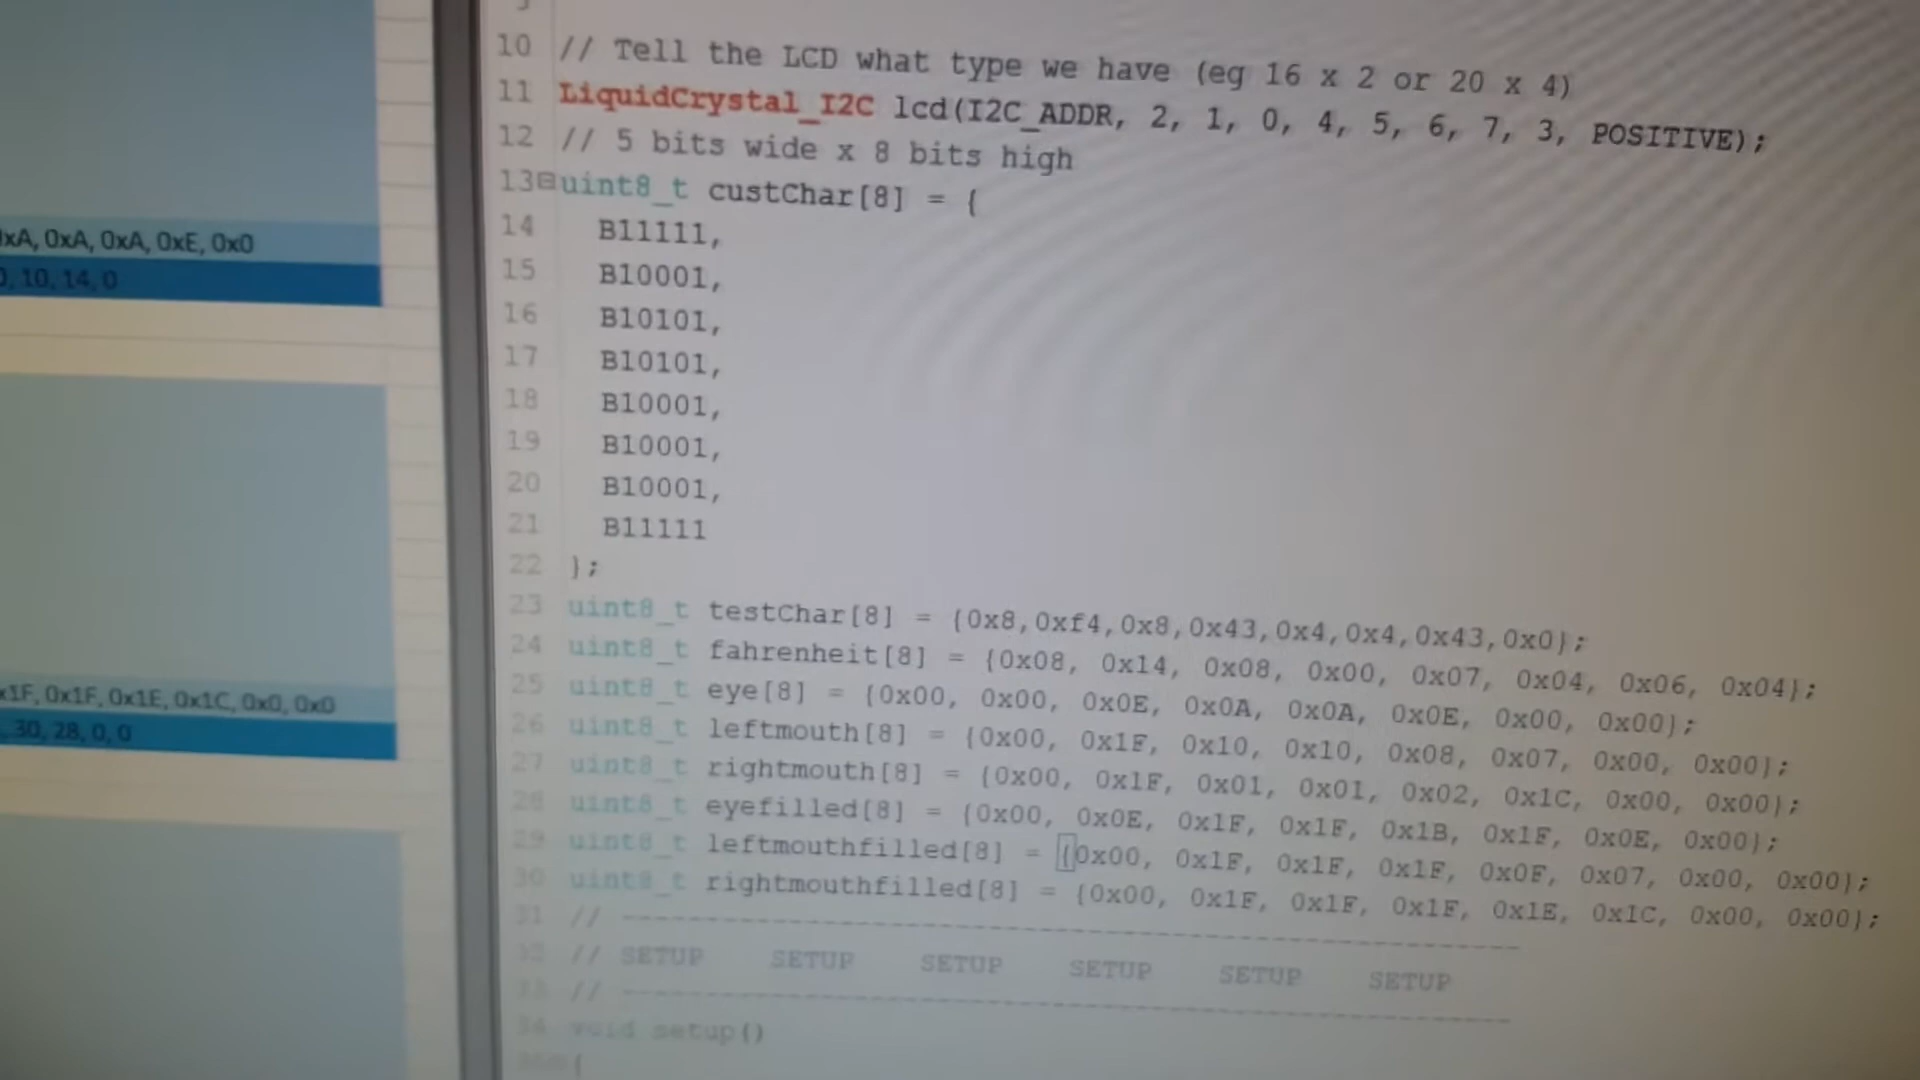 xA, 0xA, 0xA, 0xE, 0x0
, 10, 14, 0
x1F, 0x1F, 0x1E, 0x1C, 0x0, 0x0
, 30, 28, 0, 0
10 // Tell the LCD what type we have (eg 16 x 2 or 20 x 4)
11 LiquidCrystal_I2C lcd(I2C_ADDR, 2, 1, 0, 4, 5, 6, 7, 3, POSITIVE);
12 // 5 bits wide x 8 bits high
13 uint8_t custChar[8] = {
14 B11111,
15 B10001,
16 B10101,
17 B10101,
18 B10001,
19 B10001,
20 B10001,
21 B11111
22 };
23 uint8_t testChar[8] = {0x8,0xf4,0x8,0x43,0x4,0x4,0x43,0x0};
24 uint8_t fahrenheit[8] = {0x08, 0x14, 0x08, 0x00, 0x07, 0x04, 0x06, 0x04};
25 uint8_t eye[8] = {0x00, 0x00, 0x0E, 0x0A, 0x0A, 0x0E, 0x00, 0x00};
26 uint8_t leftmouth[8] = {0x00, 0x1F, 0x10, 0x10, 0x08, 0x07, 0x00, 0x00};
27 uint8_t rightmouth[8] = {0x00, 0x1F, 0x01, 0x01, 0x02, 0x1C, 0x00, 0x00};
28 uint8_t eyefilled[8] = {0x00, 0x0E, 0x1F, 0x1F, 0x1B, 0x1F, 0x0E, 0x00};
29 uint8_t leftmouthfilled[8] = {0x00, 0x1F, 0x1F, 0x1F, 0x0F, 0x07, 0x00, 0x00};
30 uint8_t rightmouthfilled[8] = {0x00, 0x1F, 0x1F, 0x1F, 0x1E, 0x1C, 0x00, 0x00};
31 // ------------------------------------------------------------
32 // SETUP SETUP SETUP SETUP SETUP SETUP
33 // ------------------------------------------------------------
34 void setup()
35 {